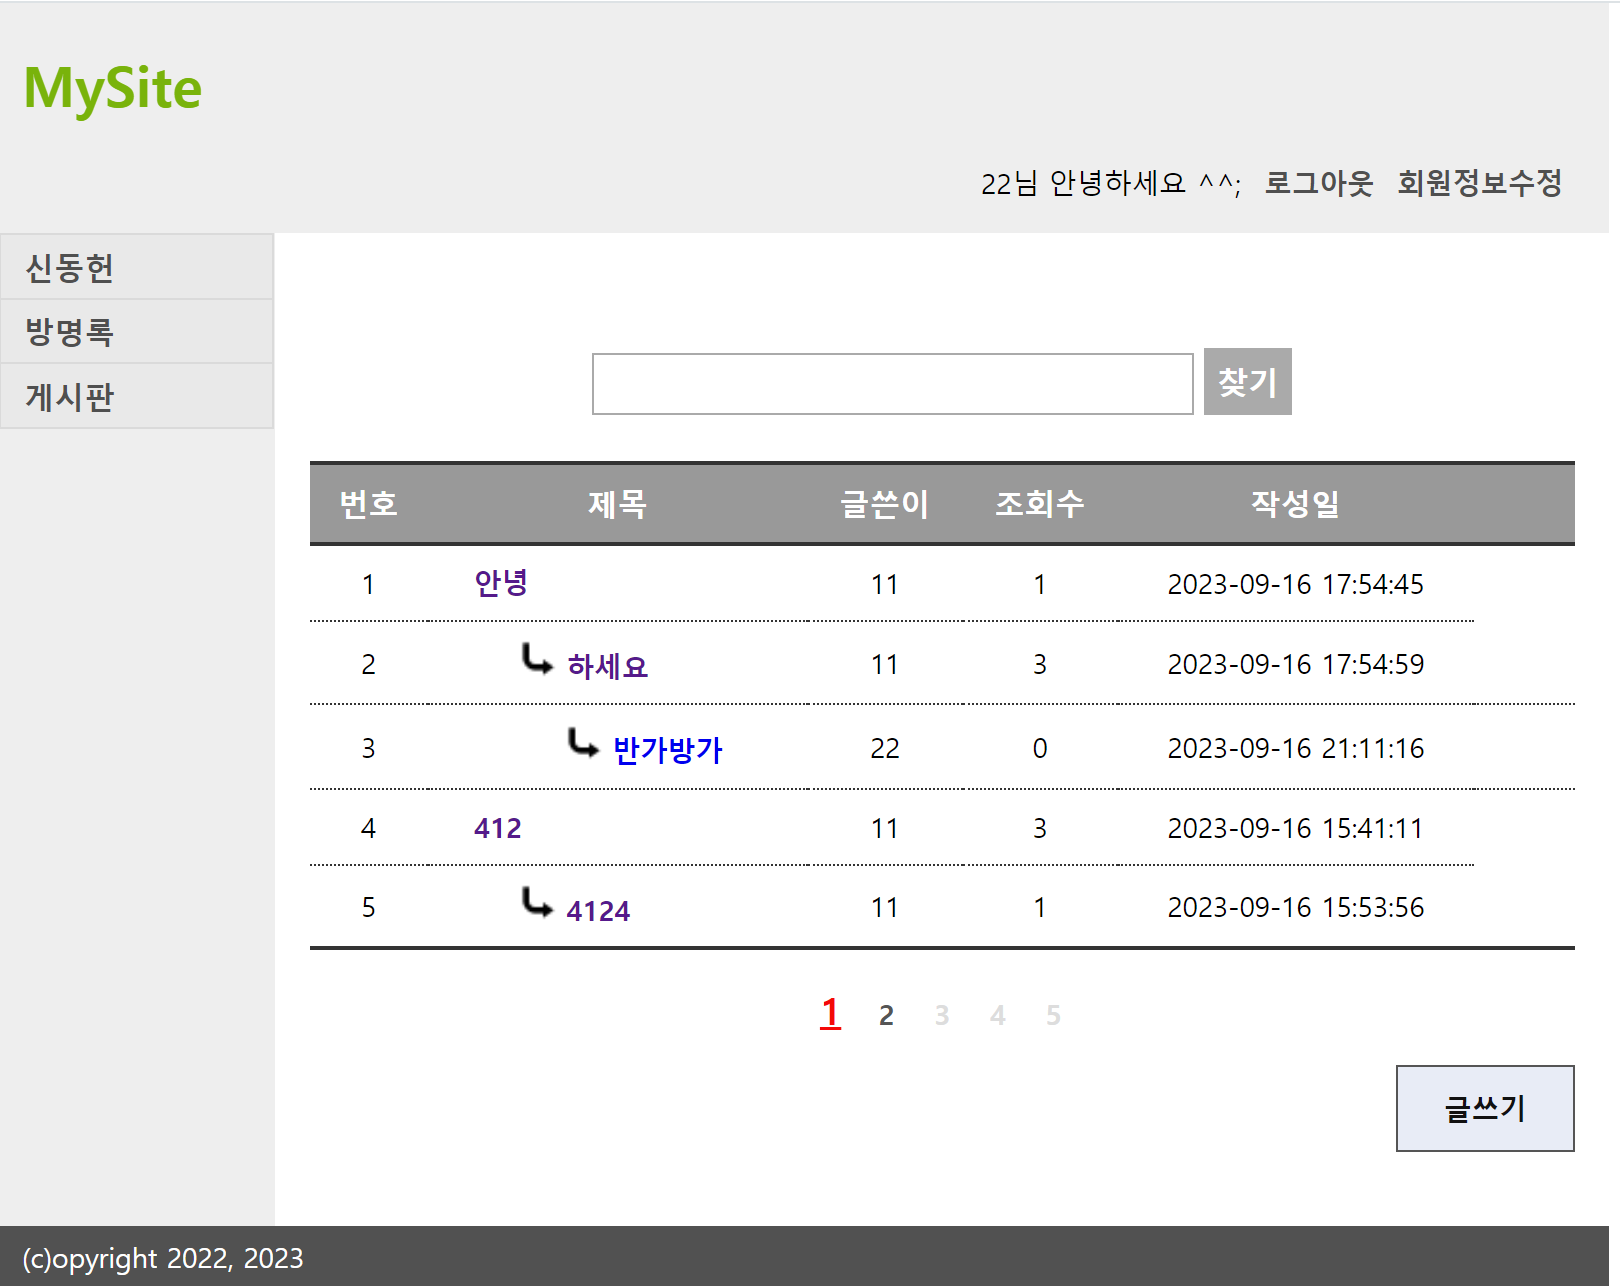 MySite
22님 안녕하세요 ^^; 로그아웃 회원정보수정
신동헌
방명록
게시판
찾기
번호 제목 글쓴이 조회수 작성일
1 안녕 11 1 2023-09-16 17:54:45
2 하세요 11 3 2023-09-16 17:54:59
3 반가방가 22 0 2023-09-16 21:11:16
4 412 11 3 2023-09-16 15:41:11
5 4124 11 1 2023-09-16 15:53:56
1 2 3 4 5
글쓰기
(c)opyright 2022, 2023